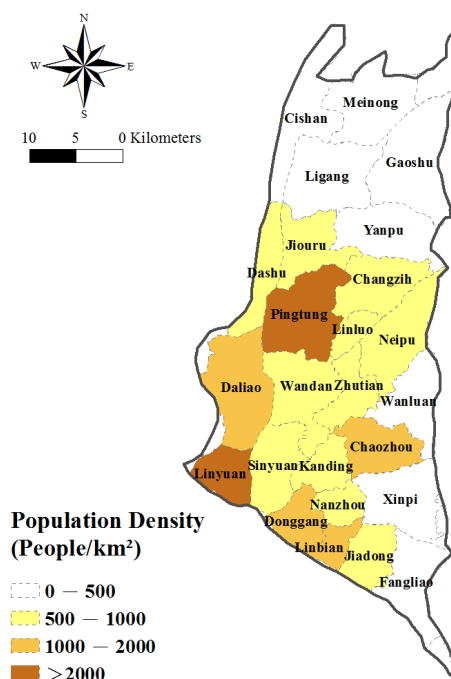 N
W E
S
10 5 0 Kilometers
Meinong
Cishan
Gaoshu
Ligang
Yanpu
Jiouru
Dashu
Changzih
Pingtung
Linluo
Neipu
Daliao
Wandan
Zhutian
Wanluan
Chaozhou
Sinyuan
Kanding
Linyuan
Xinpi
Nanzhou
Donggang
Linbian
Jiadong
Fangliao
Population Density
(People/km²)
0 — 500
500 — 1000
1000 — 2000
>2000